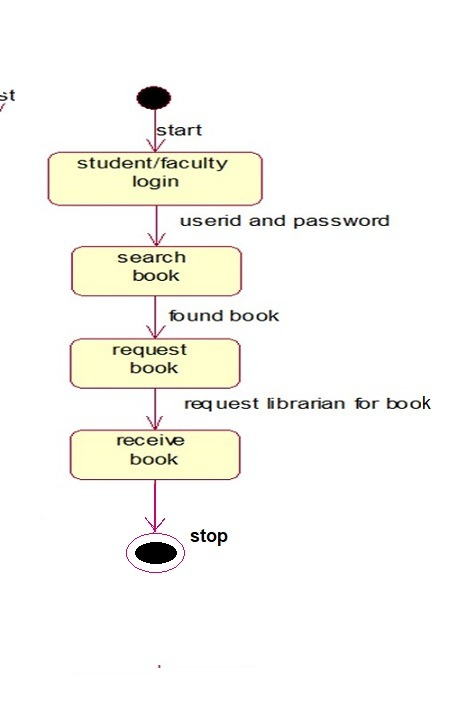 st
start
student/faculty
login
userid and password
search
book
found book
request
book
request librarian for book
receive
book
stop